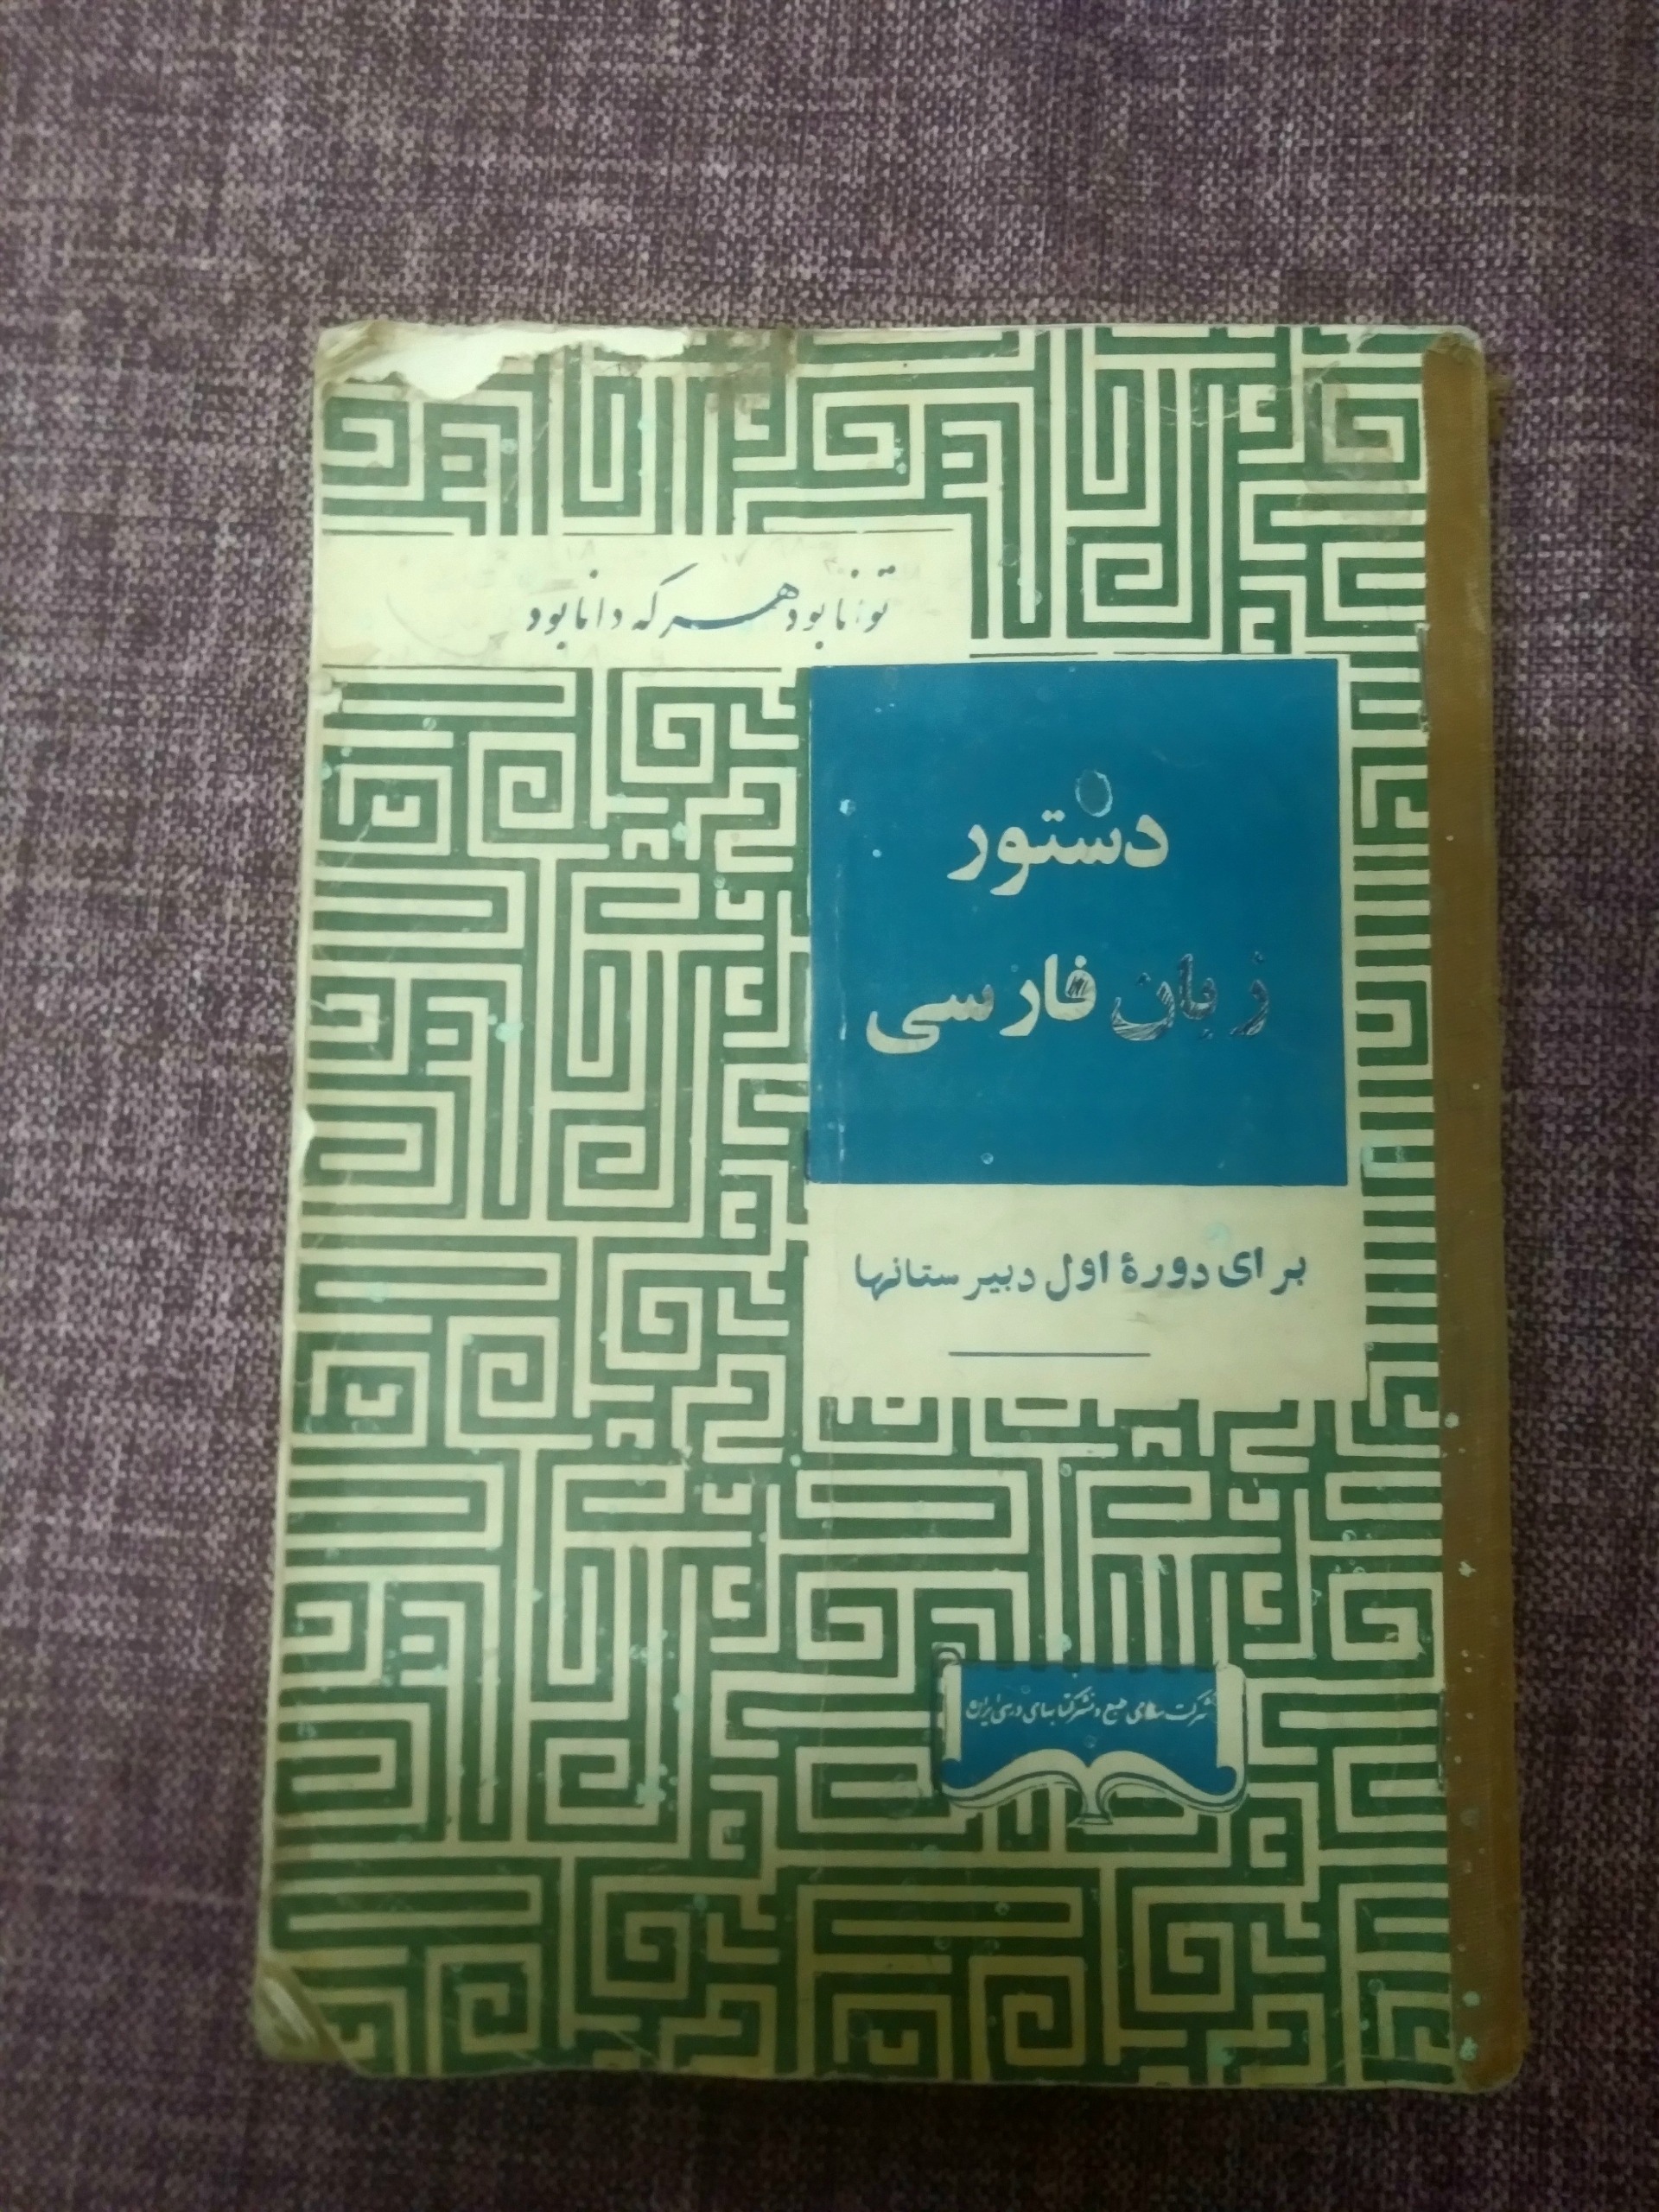 توانا بود هر که دانا بود
دستور
زبان فارسی
برای دورهٔ اول دبیرستانها
شرکت سهامی طبع و نشر کتابهای درسی ایران